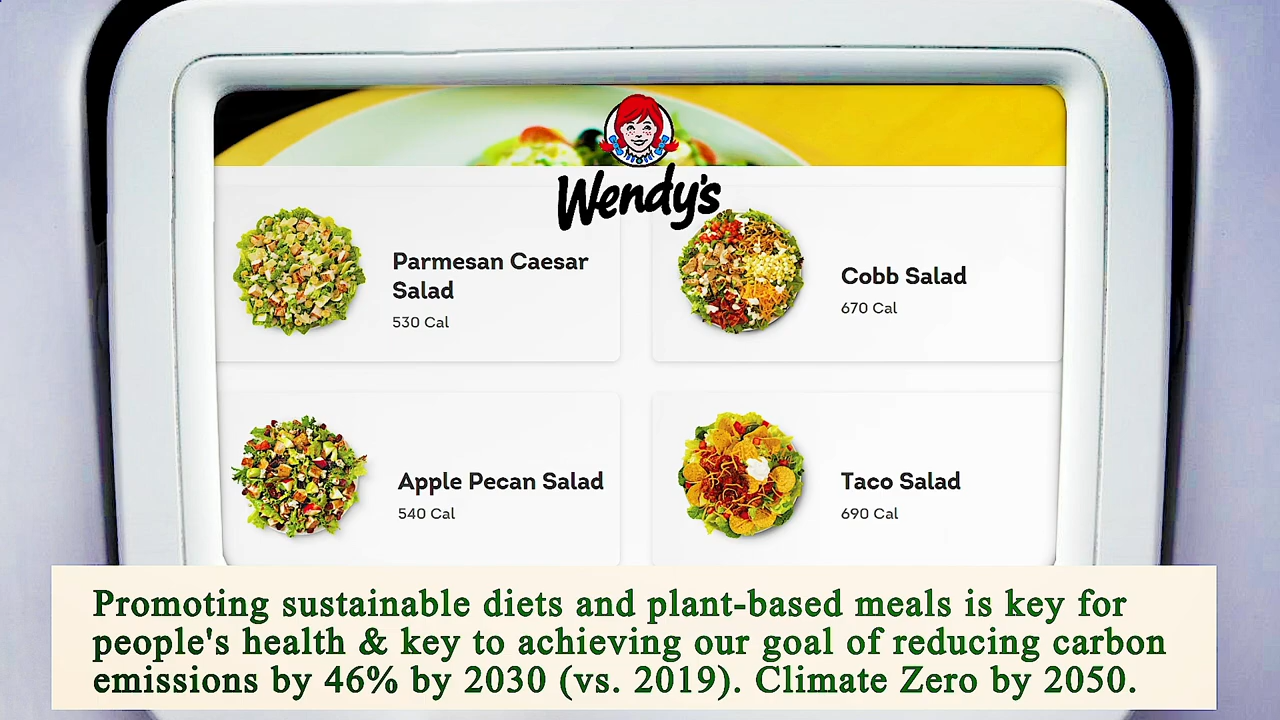 Wendy's
Parmesan Caesar
Salad
530 Cal
Cobb Salad
670 Cal
Apple Pecan Salad
540 Cal
Taco Salad
690 Cal
Promoting sustainable diets and plant-based meals is key for
people's health & key to achieving our goal of reducing carbon
emissions by 46% by 2030 (vs. 2019). Climate Zero by 2050.